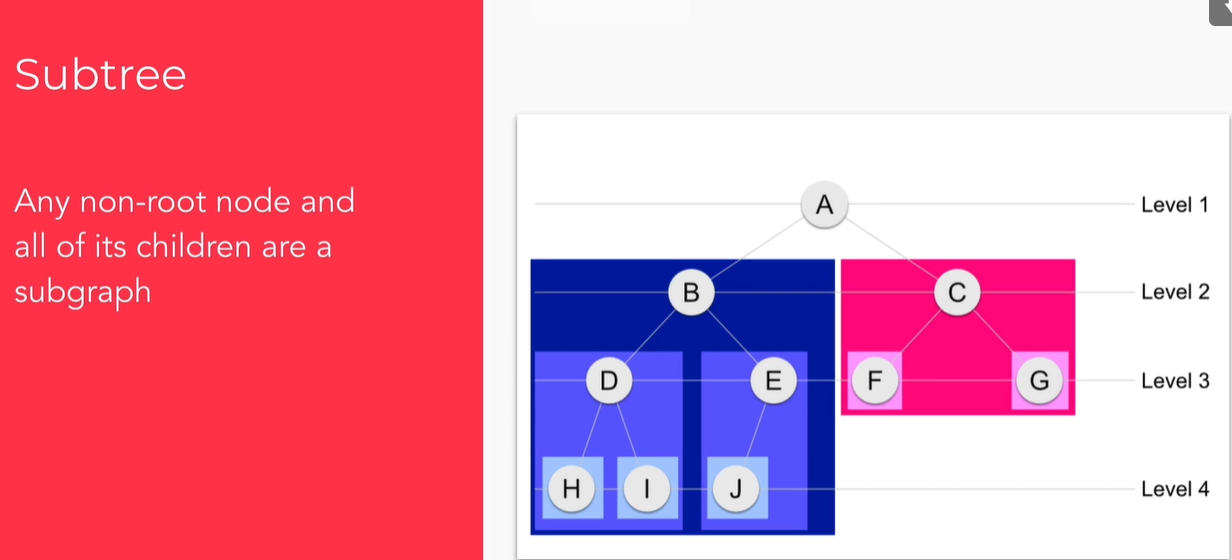 Subtree
Any non-root node and
all of its children are a
subgraph
A Level 1
B C Level 2
D E F G Level 3
H I J Level 4